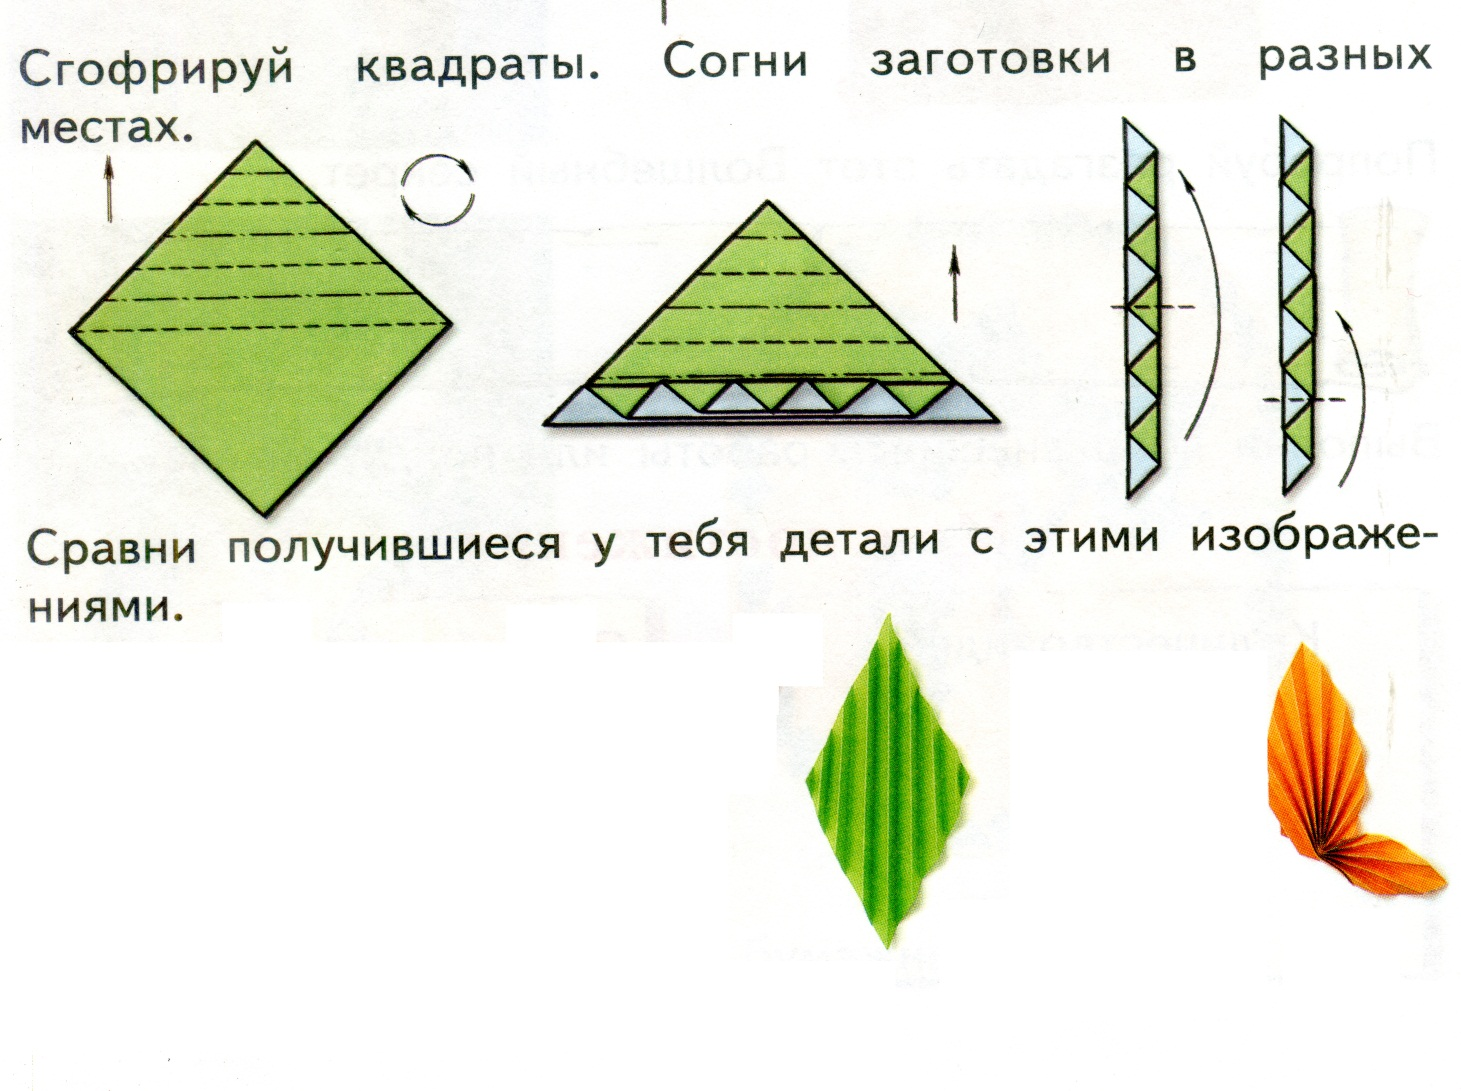 Сгофрируй квадраты. Согни заготовки в разных
местах.
Сравни получившиеся у тебя детали с этими изображе-
ниями.